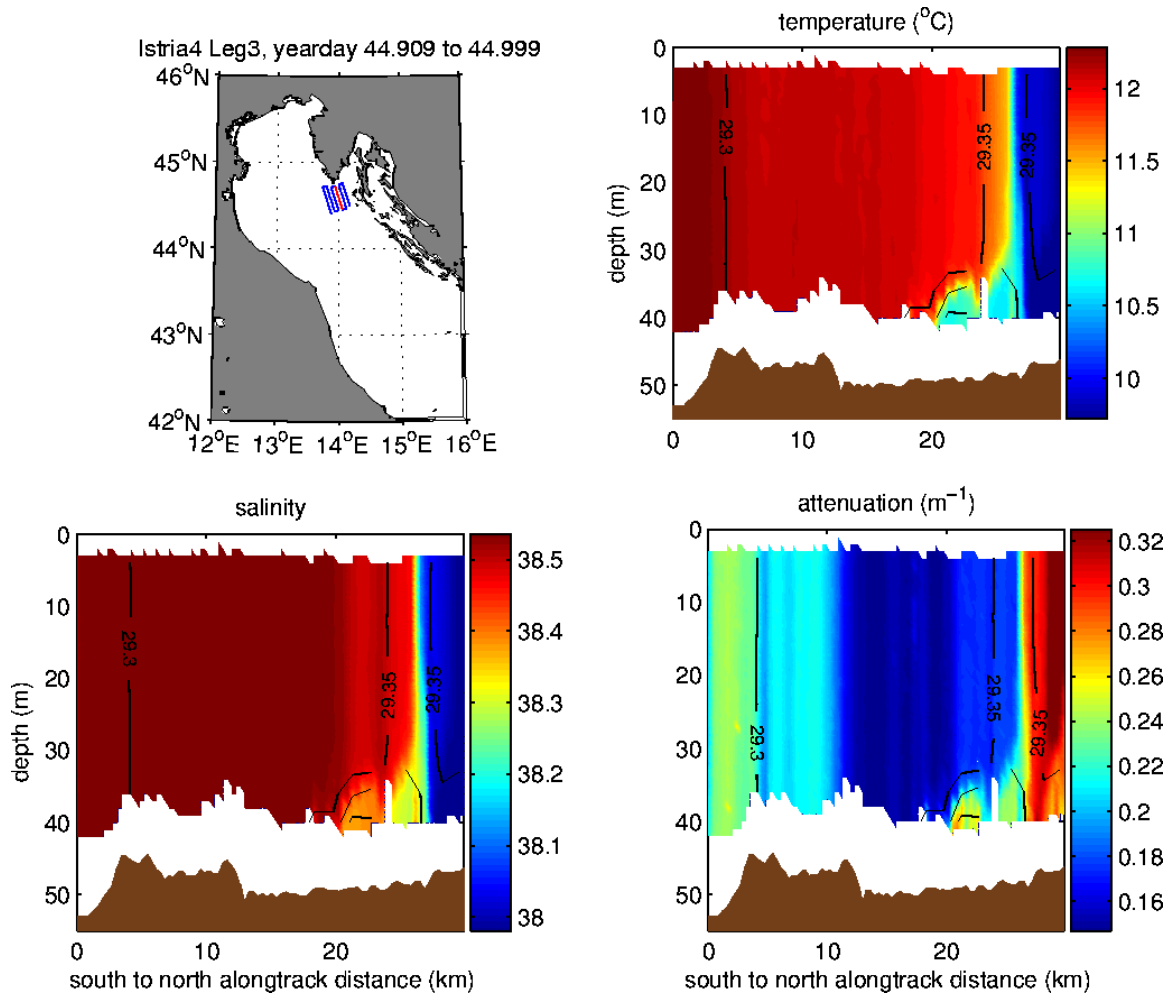 Istria4 Leg3, yearday 44.909 to 44.999
46°N
45°N
44°N
43°N
42°N
12°E 13°E 14°E 15°E 16°E
temperature (°C)
depth (m)
0
10
20
30
40
50
0 10 20
29.3
29.35
29.35
12
11.5
11
10.5
10
salinity
depth (m)
0
10
20
30
40
50
0 10 20
south to north alongtrack distance (km)
29.3
29.35
29.35
38.5
38.4
38.3
38.2
38.1
38
attenuation (m⁻¹)
0
10
20
30
40
50
0 10 20
south to north alongtrack distance (km)
29.3
29.35
29.35
0.32
0.3
0.28
0.26
0.24
0.22
0.2
0.18
0.16